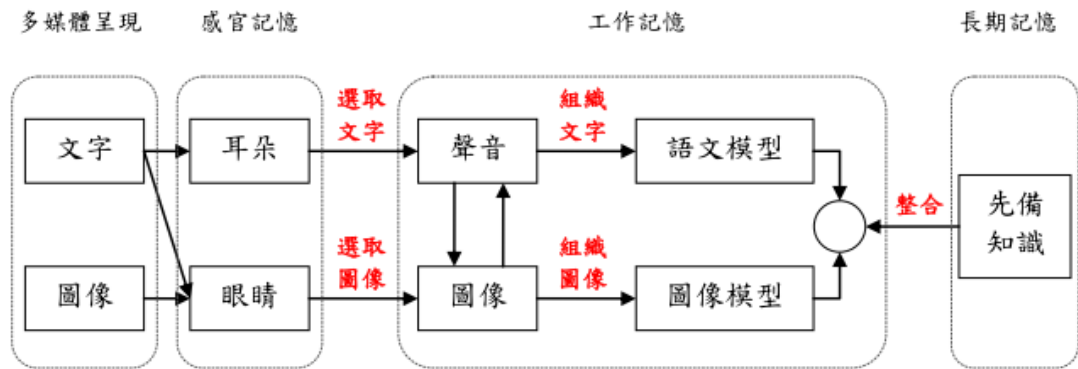 多媒體呈現
感官記憶
工作記憶
長期記憶
選取
文字
組織
文字
文字
耳朵
聲音
語文模型
整合
先備
知識
選取
圖像
組織
圖像
圖像
眼睛
圖像
圖像模型